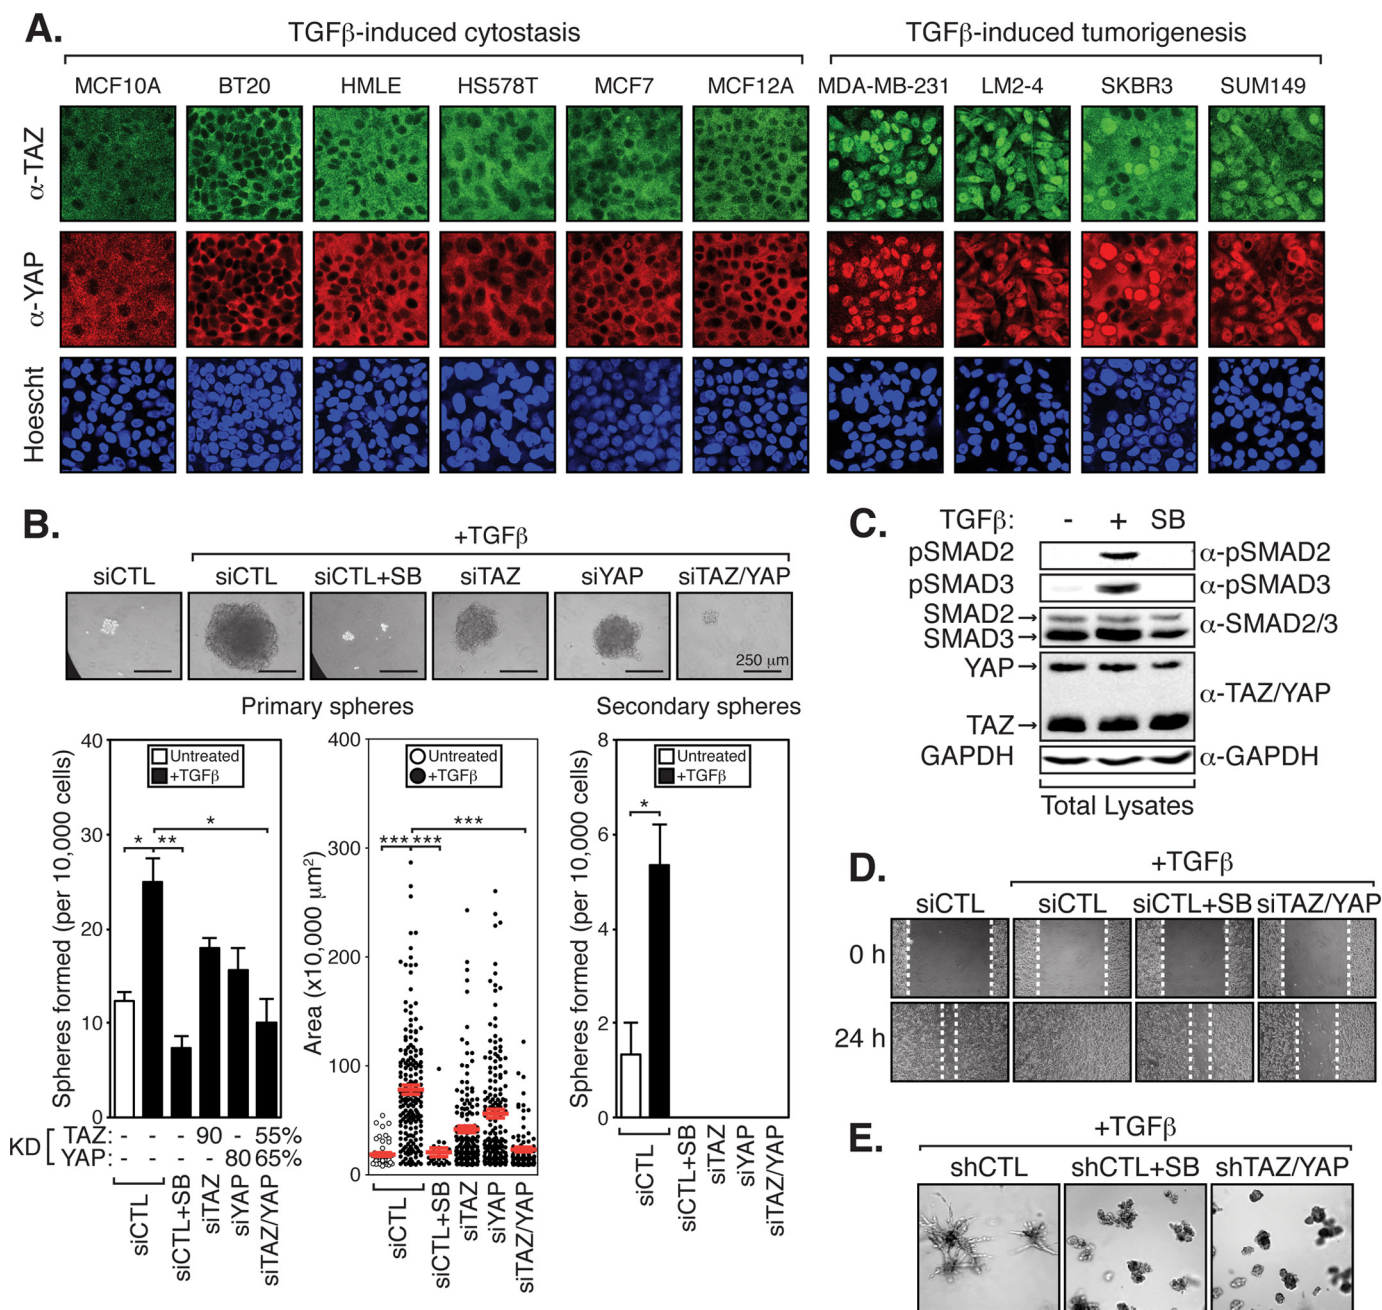 A.
TGFβ-induced cytostasis
TGFβ-induced tumorigenesis
MCF10A BT20 HMLE HS578T MCF7 MCF12A MDA-MB-231 LM2-4 SKBR3 SUM149
α-TAZ
α-YAP
Hoescht
B.
+TGFβ
siCTL siCTL siCTL+SB siTAZ siYAP siTAZ/YAP
250 μm
Primary spheres
Secondary spheres
Spheres formed (per 10,000 cells)
40
30
20
10
0
Untreated
+TGFβ
* ** *
KD
TAZ: - - - 90 - 55%
YAP: - - - - 80 65%
siCTL siCTL+SB siTAZ siYAP siTAZ/YAP
Area (x10,000 μm²)
400
300
200
100
0
Untreated
+TGFβ
*** *** ***
siCTL siCTL+SB siTAZ siYAP siTAZ/YAP
Spheres formed (per 10,000 cells)
8
6
4
2
0
Untreated
+TGFβ
*
siCTL siCTL+SB siTAZ siYAP siTAZ/YAP
C.
TGFβ: - + SB
pSMAD2 α-pSMAD2
pSMAD3 α-pSMAD3
SMAD2→
SMAD3→ α-SMAD2/3
YAP→
α-TAZ/YAP
TAZ→
GAPDH α-GAPDH
Total Lysates
D.
+TGFβ
siCTL siCTL siCTL+SB siTAZ/YAP
0 h
24 h
E.
+TGFβ
shCTL shCTL+SB shTAZ/YAP